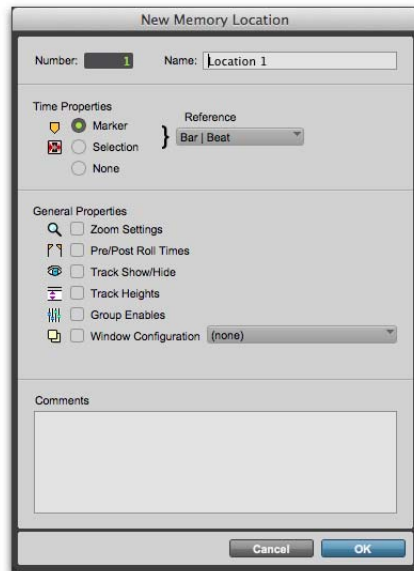 New Memory Location
Number: 1 Name: Location 1
Time Properties
Reference
Marker
Bar | Beat
Selection
None
General Properties
Zoom Settings
Pre/Post Roll Times
Track Show/Hide
Track Heights
Group Enables
Window Configuration (none)
Comments
Cancel OK